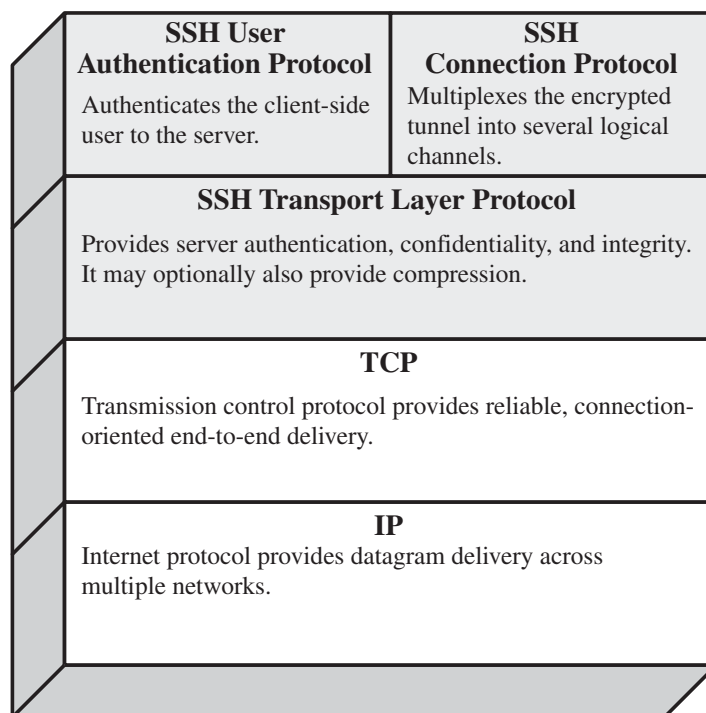 SSH User
Authentication Protocol
Authenticates the client-side
user to the server.
SSH
Connection Protocol
Multiplexes the encrypted
tunnel into several logical
channels.
SSH Transport Layer Protocol
Provides server authentication, confidentiality, and integrity.
It may optionally also provide compression.
TCP
Transmission control protocol provides reliable, connection-
oriented end-to-end delivery.
IP
Internet protocol provides datagram delivery across
multiple networks.